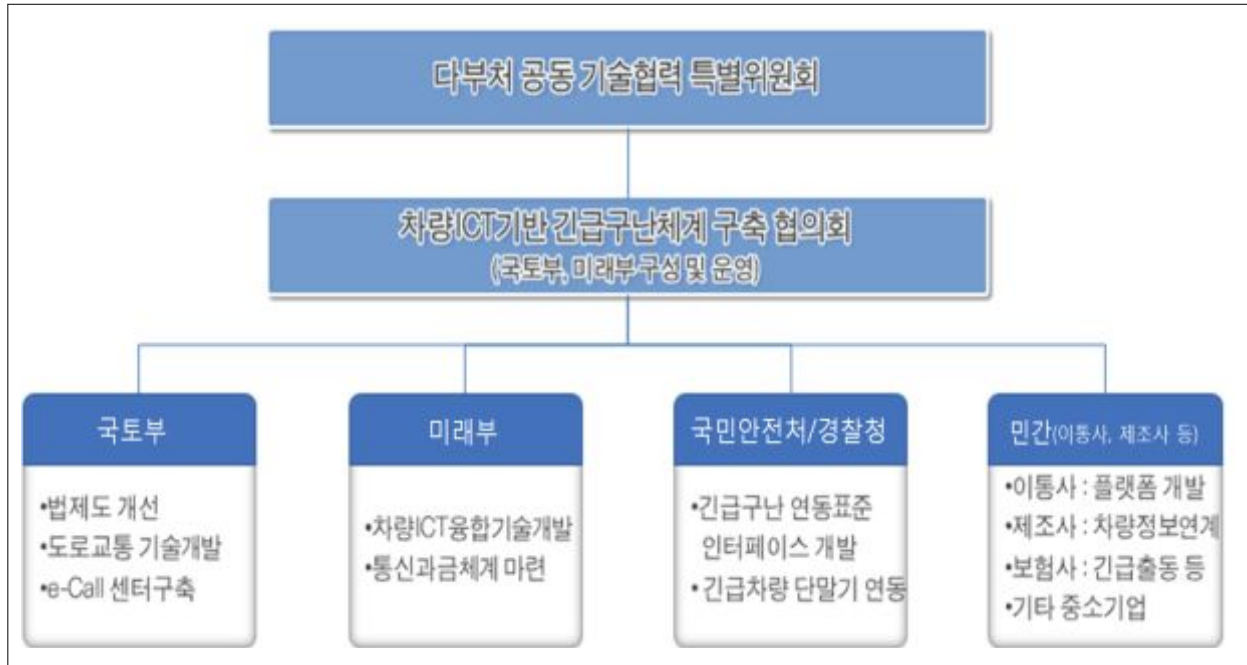 다부처 공동 기술협력 특별위원회
차량ICT기반 긴급구난체계 구축 협의회
(국토부, 미래부 구성 및 운영)
국토부
•법제도 개선
•도로교통 기술개발
•e-Call 센터구축
미래부
•차량ICT융합기술개발
•통신과금체계 마련
국민안전처/경찰청
•긴급구난 연동표준
인터페이스 개발
•긴급차량 단말기 연동
민간(이통사, 제조사 등)
•이통사 : 플랫폼 개발
•제조사 : 차량정보연계
•보험사 : 긴급출동 등
•기타 중소기업